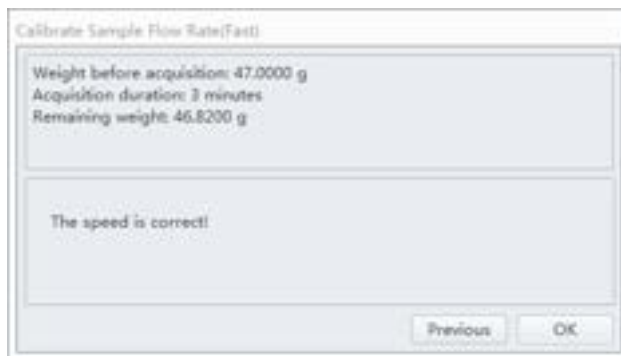 Calibrate Sample Flow Rate(Fast)
Weight before acquisition: 47.0000 g
Acquisition duration: 3 minutes
Remaining weight: 46.8200 g
The speed is correct!
Previous
OK